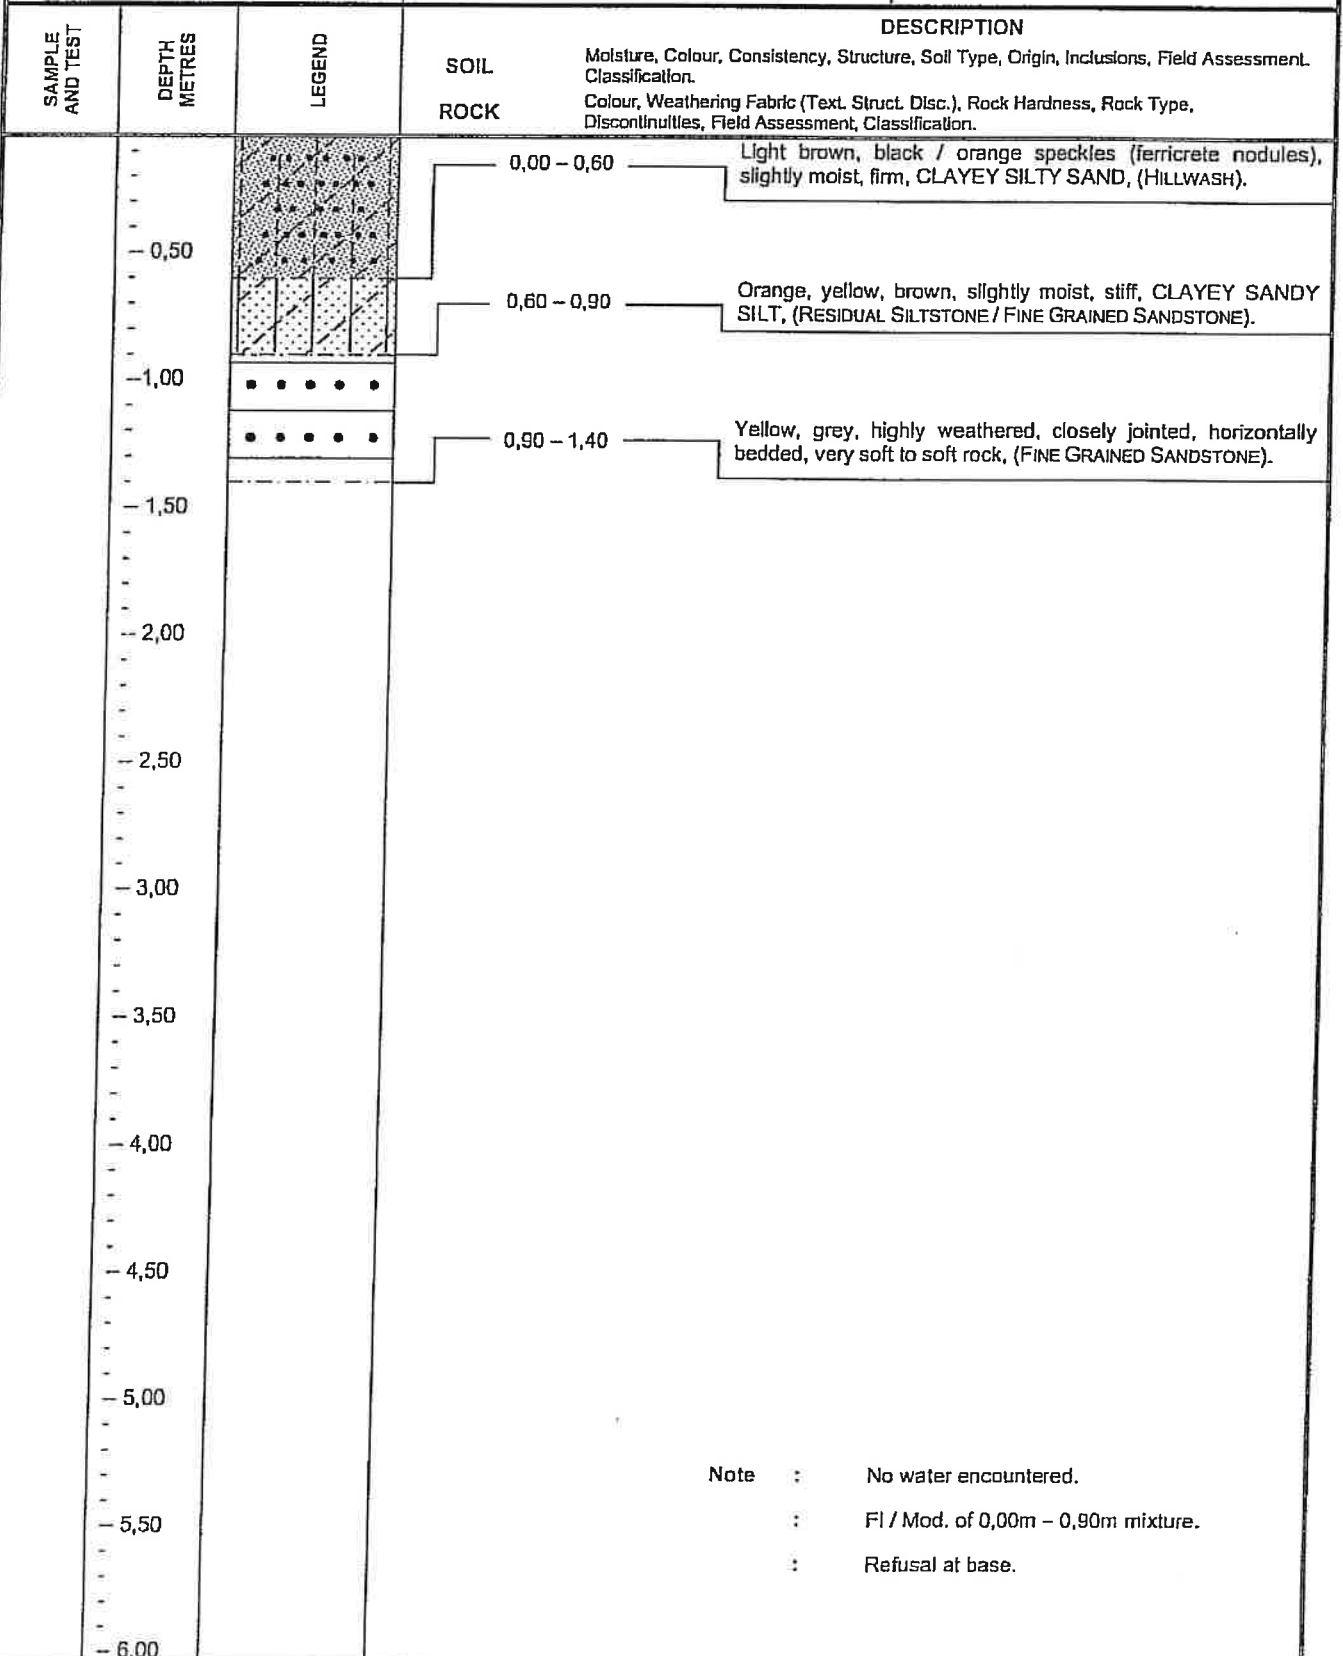 SAMPLE
AND TEST
DEPTH
METRES
LEGEND
SOIL
ROCK
DESCRIPTION
Moisture, Colour, Consistency, Structure, Soil Type, Origin, Inclusions, Field Assessment.
Classification.
Colour, Weathering Fabric (Text. Struct. Disc.), Rock Hardness, Rock Type,
Discontinuities, Field Assessment, Classification.
0,00 – 0,60
Light brown, black / orange speckles (ferricrete nodules),
slightly moist, firm, CLAYEY SILTY SAND, (HILLWASH).
0,50
0,60 – 0,90
Orange, yellow, brown, slightly moist, stiff, CLAYEY SANDY
SILT, (RESIDUAL SILTSTONE / FINE GRAINED SANDSTONE).
1,00
0,90 – 1,40
Yellow, grey, highly weathered, closely jointed, horizontally
bedded, very soft to soft rock, (FINE GRAINED SANDSTONE).
1,50
2,00
2,50
3,00
3,50
4,00
4,50
5,00
Note : No water encountered.
5,50
: FI / Mod. of 0,00m – 0,90m mixture.
: Refusal at base.
6,00